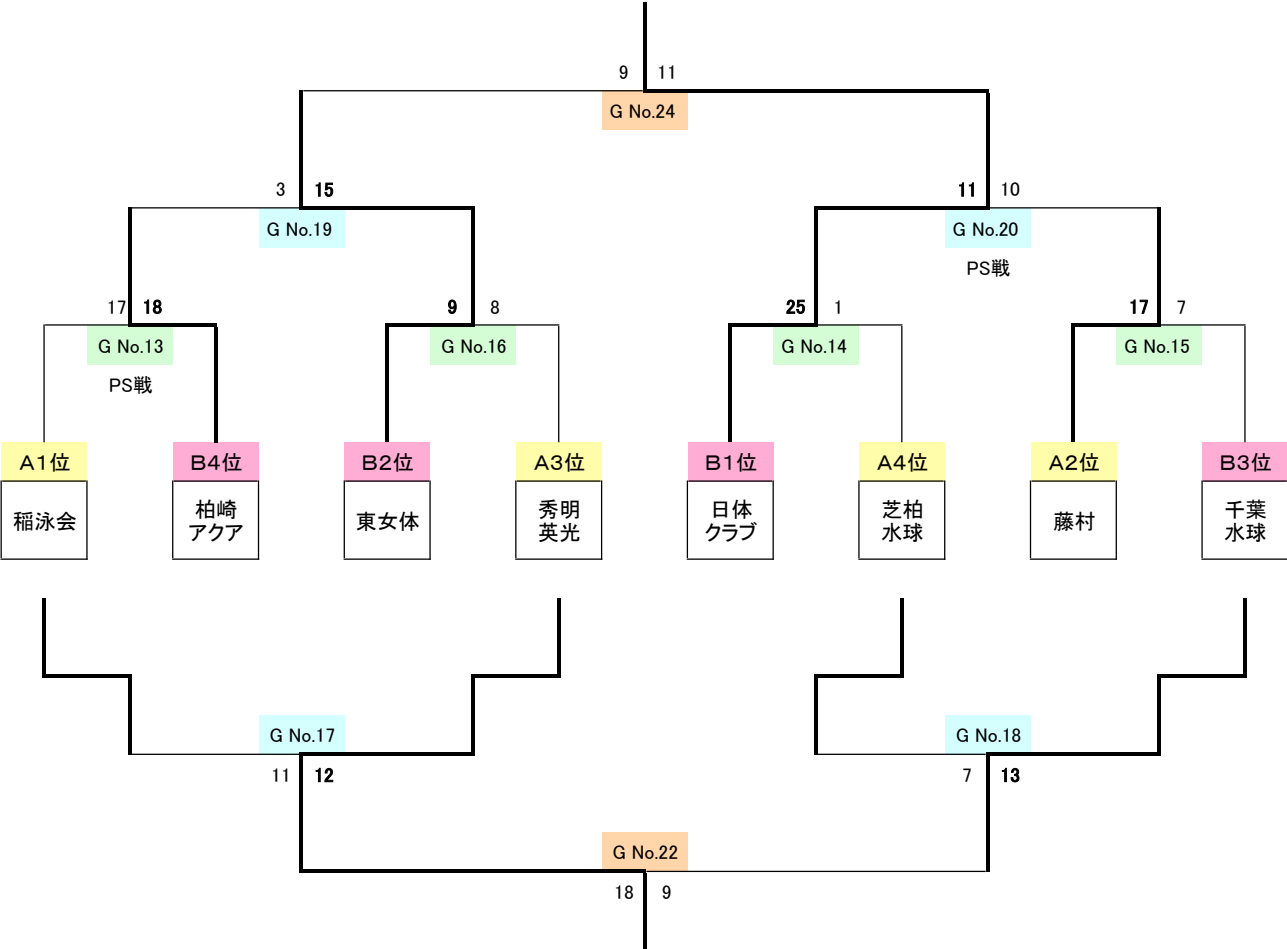 9 11
G No.24
3 15 11 10
G No.19 G No.20
PS戦
17 18 9 8 25 1 17 7
G No.13 G No.16 G No.14 G No.15
PS戦
A1位 B4位 B2位 A3位 B1位 A4位 A2位 B3位
稲泳会 柏崎アクア 東女体 秀明英光 日体クラブ 芝柏水球 藤村 千葉水球
G No.17 G No.18
11 12 7 13
G No.22
18 9